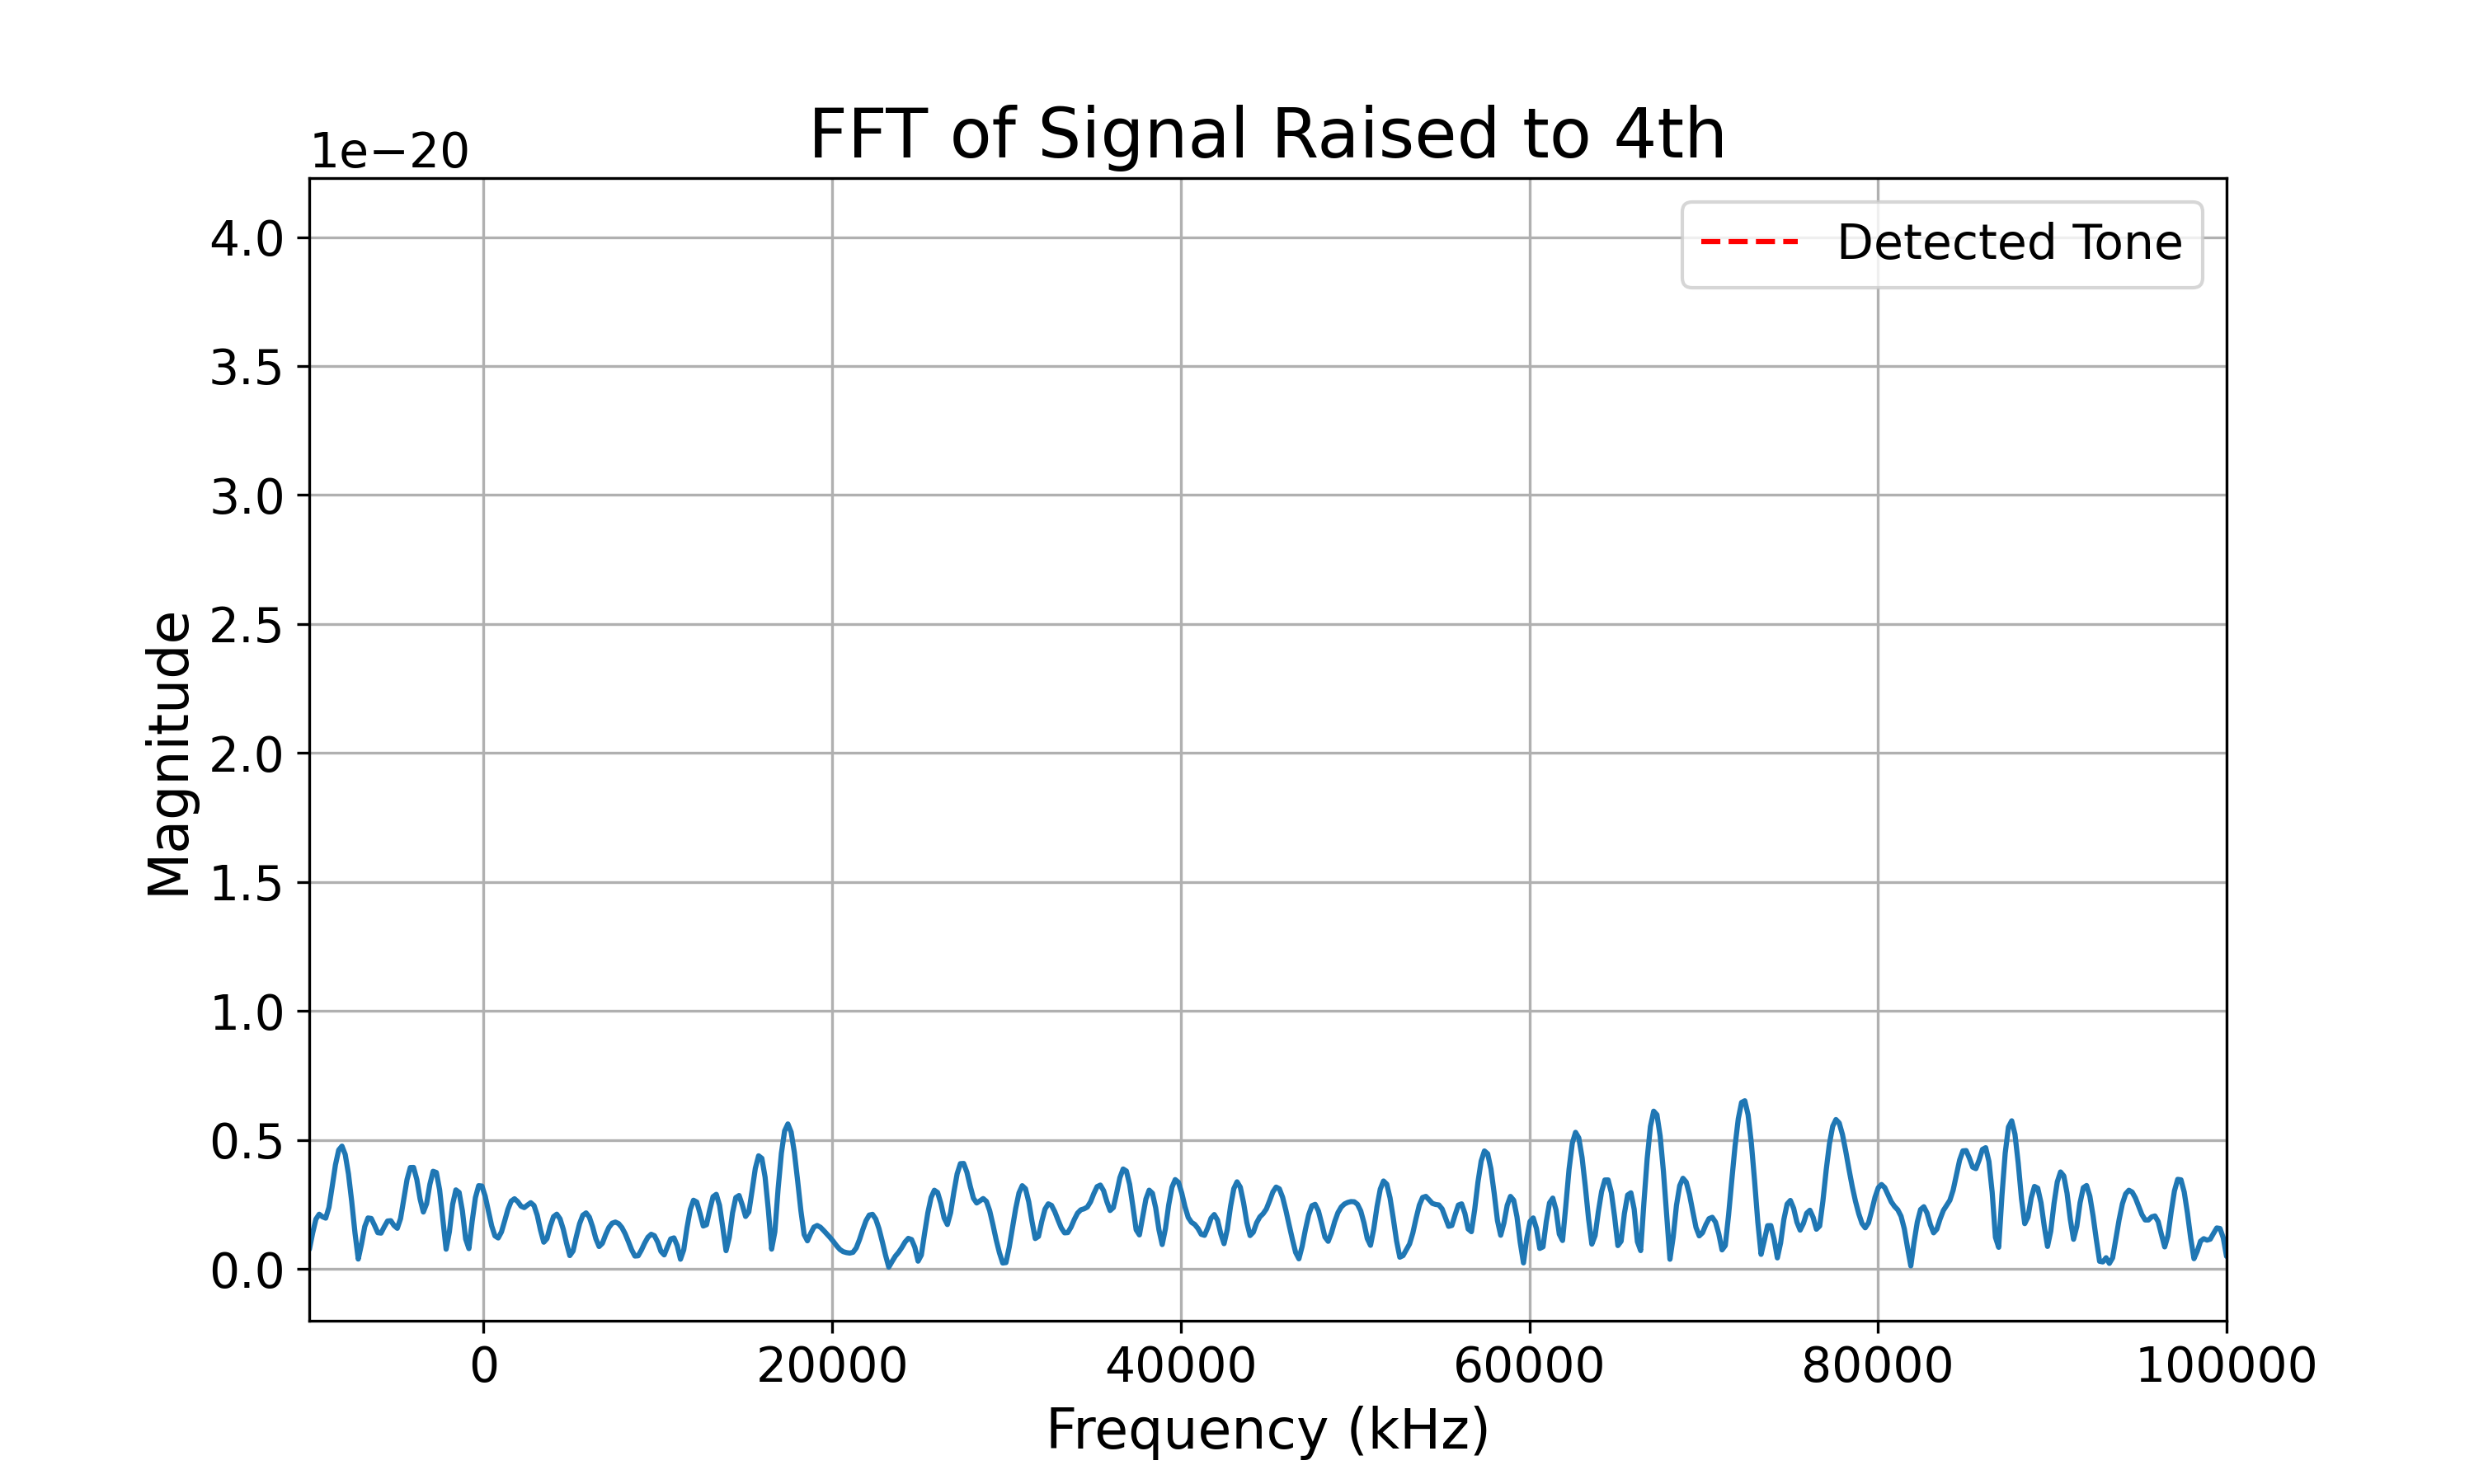 FFT of Signal Raised to 4th
1e−20
Detected Tone
4.0
3.5
3.0
2.5
2.0
1.5
1.0
0.5
0.0
Magnitude
0 20000 40000 60000 80000 100000
Frequency (kHz)